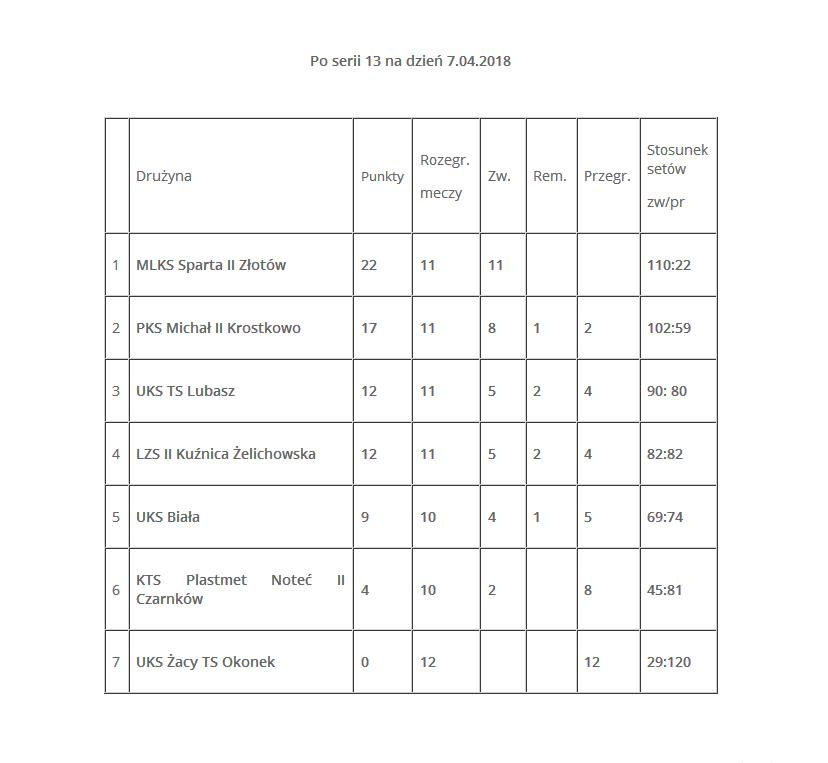 Po serii 13 na dzień 7.04.2018
Drużyna Punkty Rozegr. meczy Zw. Rem. Przegr. Stosunek setów zw/pr
1 MLKS Sparta II Złotów 22 11 11 110:22
2 PKS Michał II Krostkowo 17 11 8 1 2 102:59
3 UKS TS Lubasz 12 11 5 2 4 90: 80
4 LZS II Kuźnica Żelichowska 12 11 5 2 4 82:82
5 UKS Biała 9 10 4 1 5 69:74
6 KTS Plastmet Noteć II Czarnków 4 10 2 8 45:81
7 UKS Żacy TS Okonek 0 12 12 29:120